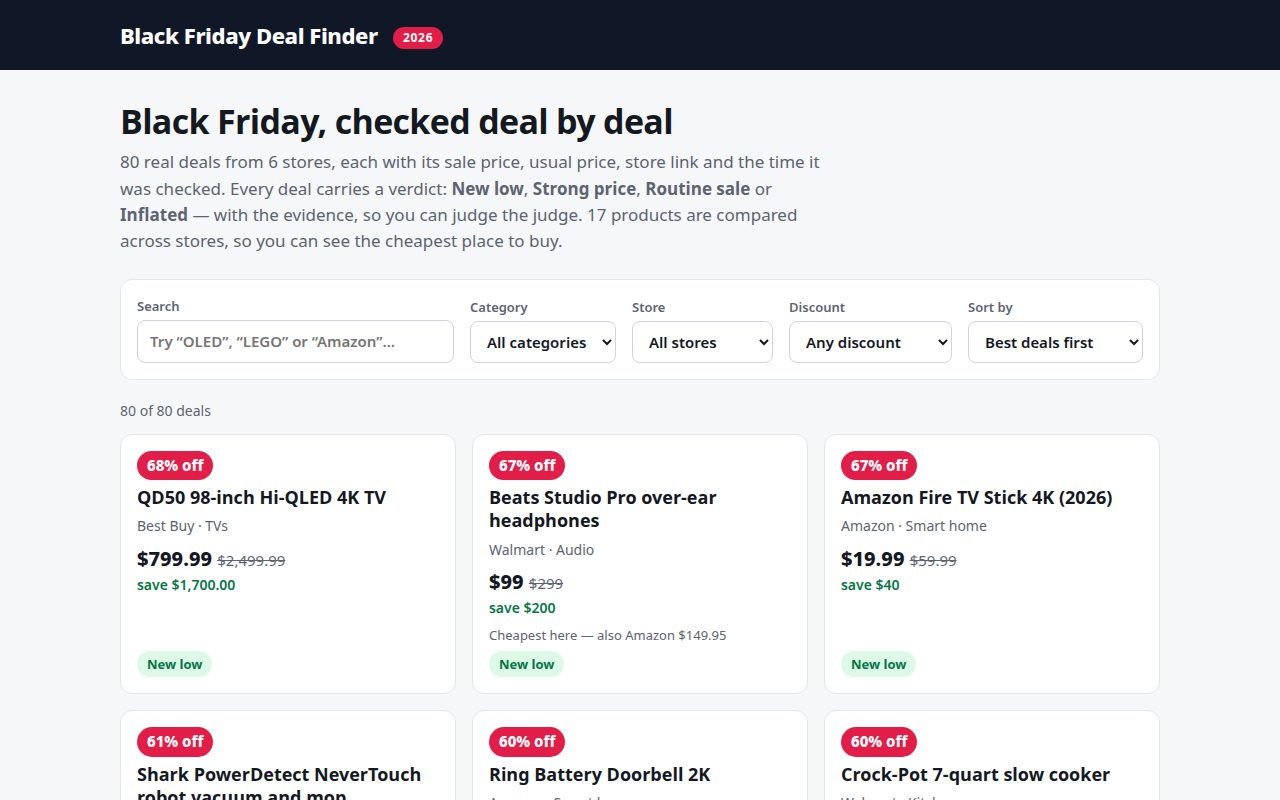 Black Friday Deal Finder 2026
Black Friday, checked deal by deal
80 real deals from 6 stores, each with its sale price, usual price, store link and the time it
was checked. Every deal carries a verdict: New low, Strong price, Routine sale or
Inflated — with the evidence, so you can judge the judge. 17 products are compared
across stores, so you can see the cheapest place to buy.
Search
Category
Store
Discount
Sort by
Try “OLED”, “LEGO” or “Amazon”...
All categories
All stores
Any discount
Best deals first
80 of 80 deals
68% off
QD50 98-inch Hi-QLED 4K TV
Best Buy · TVs
$799.99 $2,499.99
save $1,700.00
New low
67% off
Beats Studio Pro over-ear
headphones
Walmart · Audio
$99 $299
save $200
Cheapest here — also Amazon $149.95
New low
67% off
Amazon Fire TV Stick 4K (2026)
Amazon · Smart home
$19.99 $59.99
save $40
New low
61% off
Shark PowerDetect NeverTouch
robot vacuum and mop
60% off
Ring Battery Doorbell 2K
60% off
Crock-Pot 7-quart slow cooker